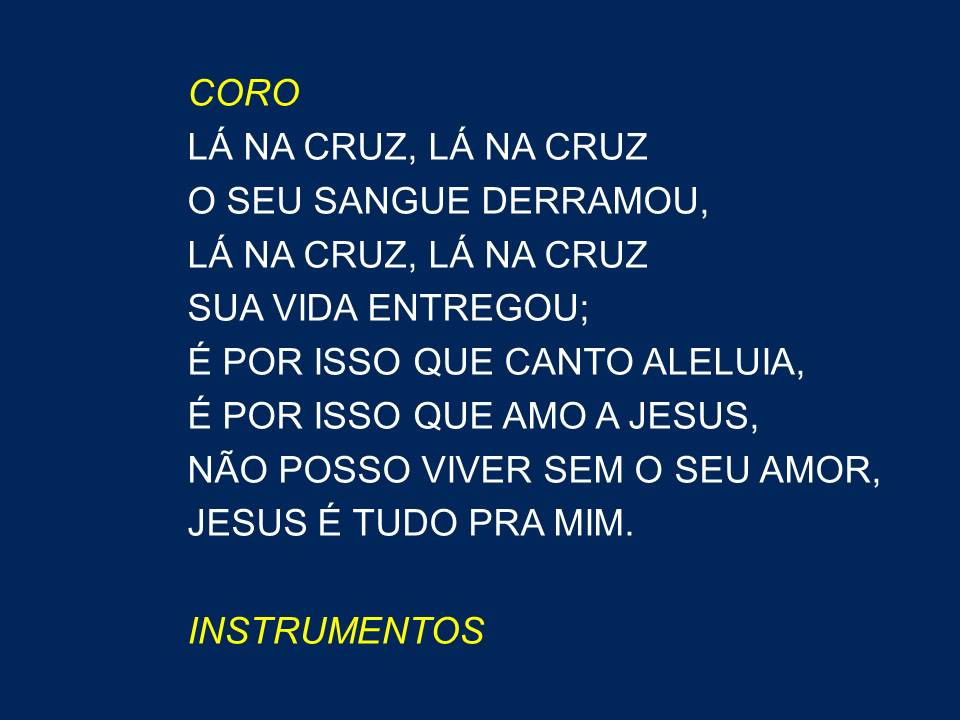 CORO
LÁ NA CRUZ, LÁ NA CRUZ
O SEU SANGUE DERRAMOU,
LÁ NA CRUZ, LÁ NA CRUZ
SUA VIDA ENTREGOU;
É POR ISSO QUE CANTO ALELUIA,
É POR ISSO QUE AMO A JESUS,
NÃO POSSO VIVER SEM O SEU AMOR,
JESUS É TUDO PRA MIM.
INSTRUMENTOS